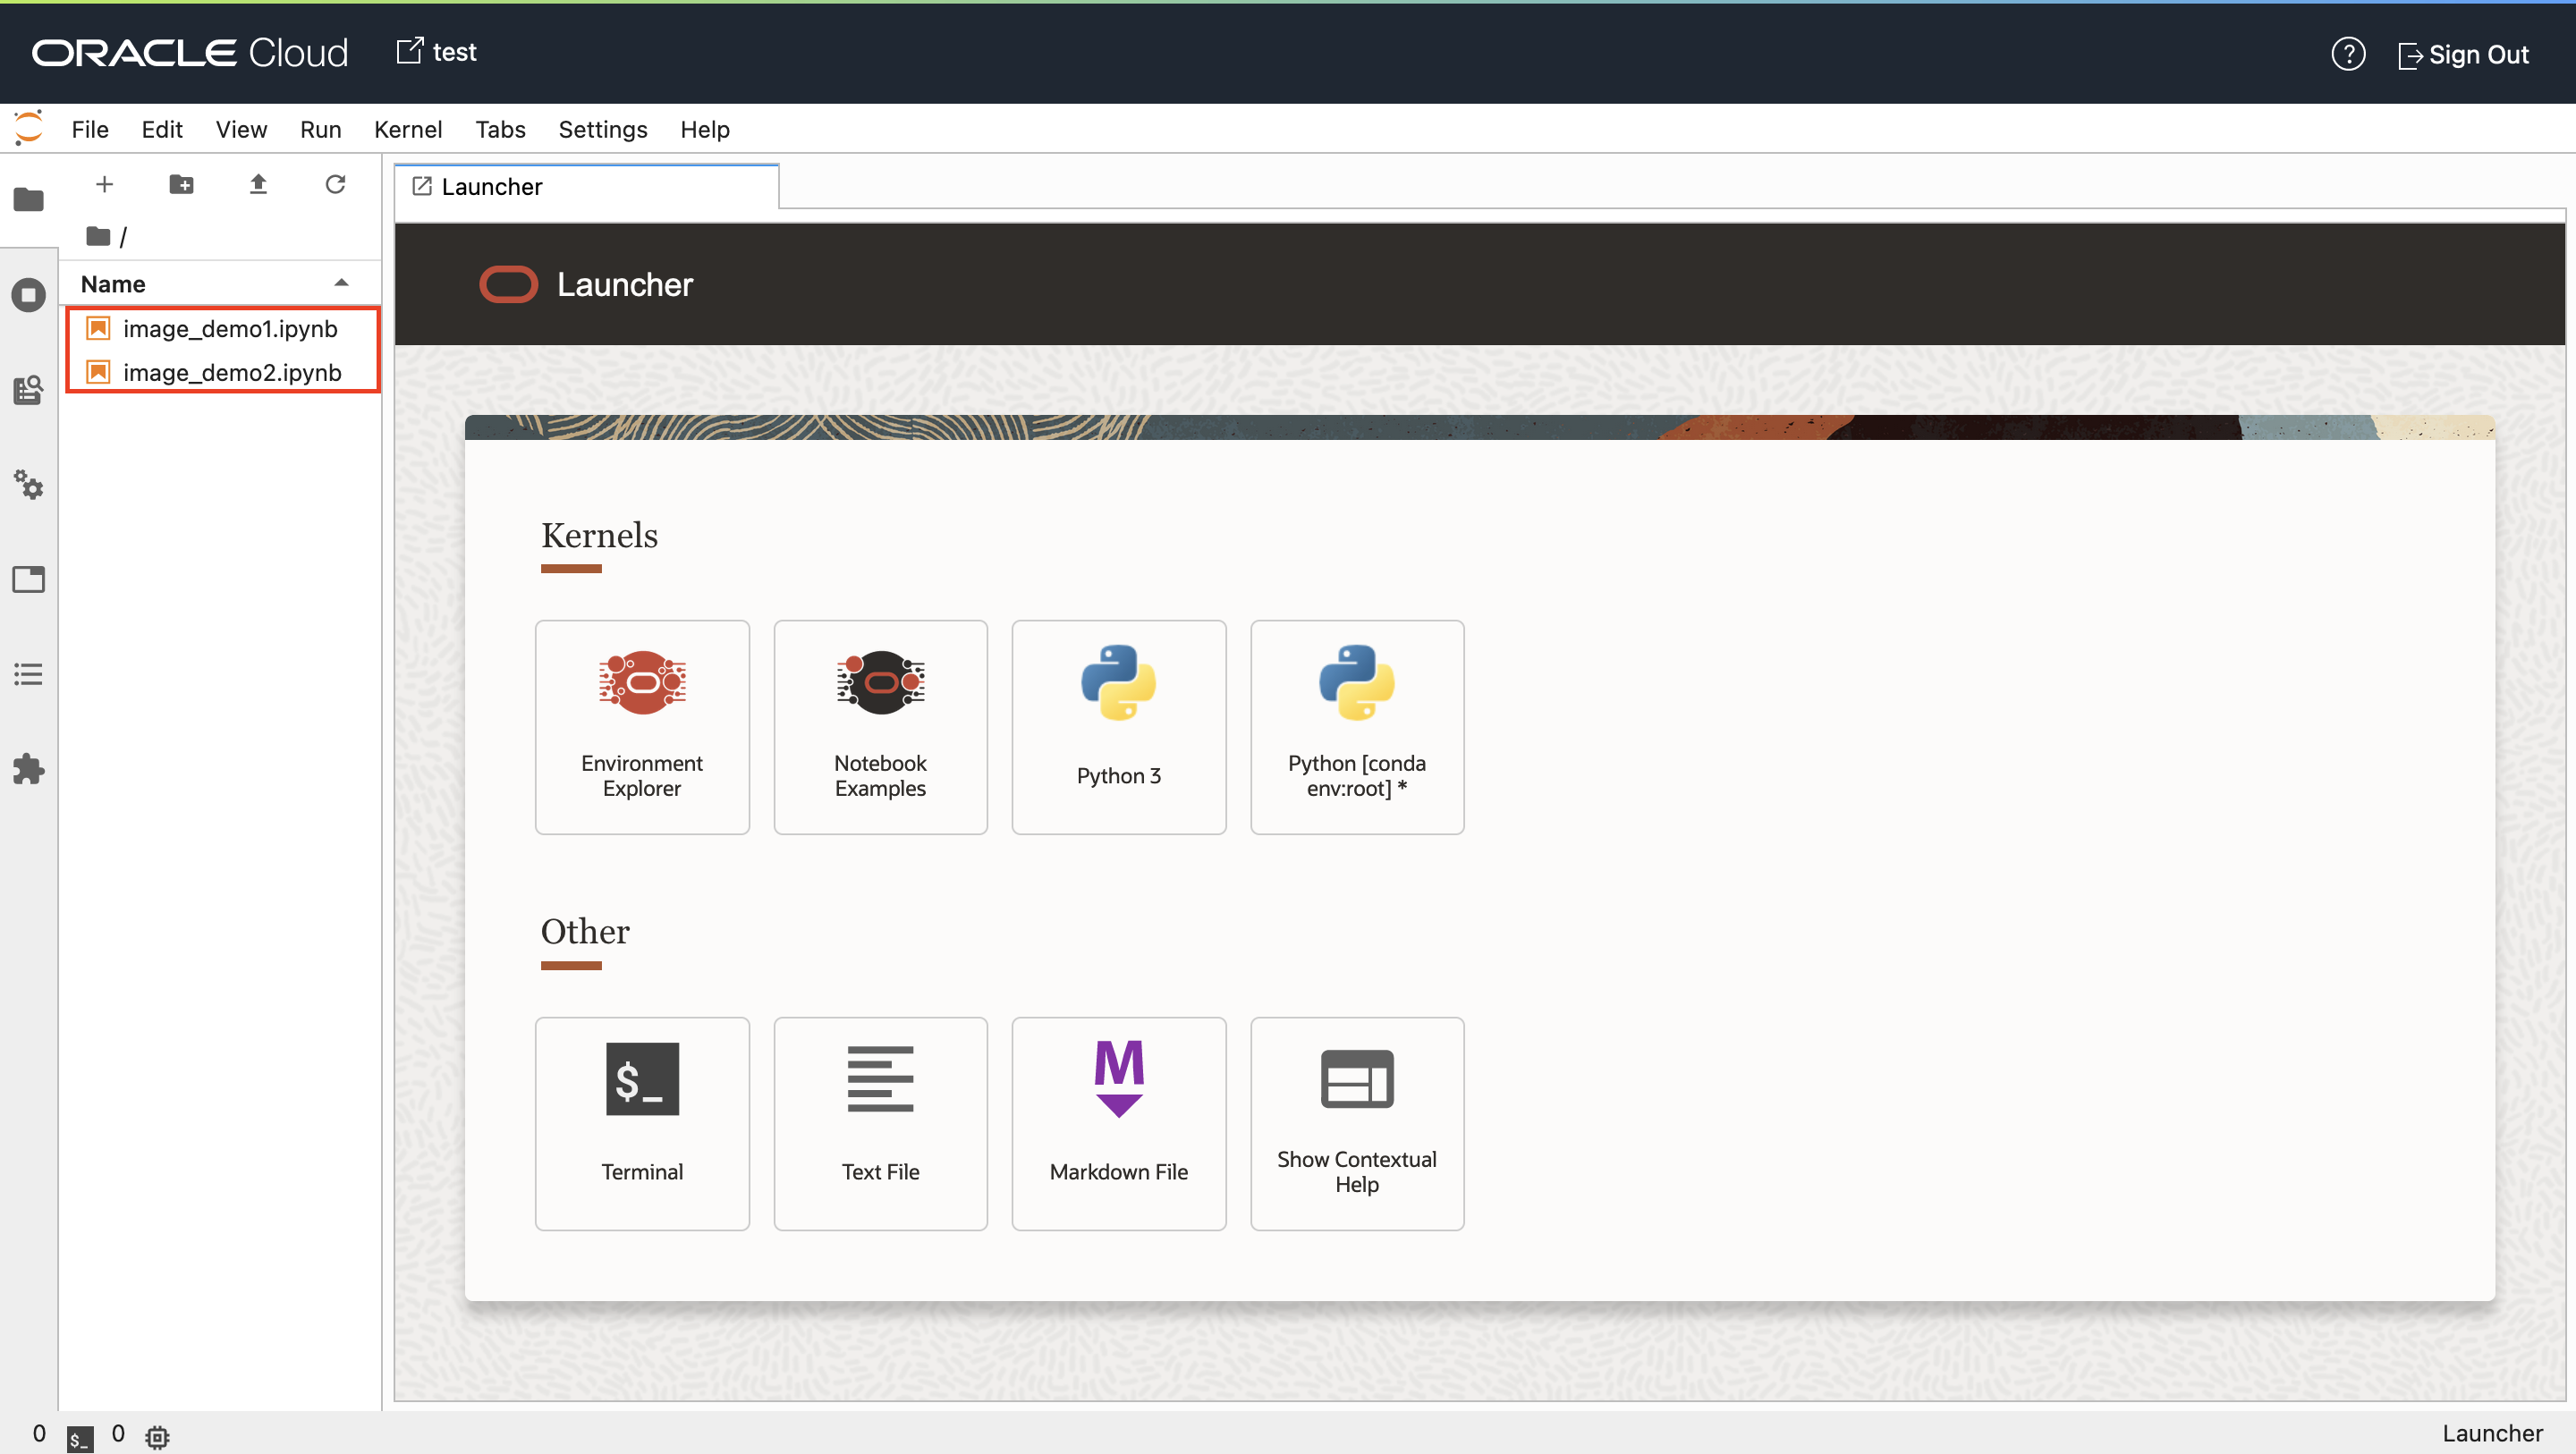 ORACLE Cloud test ? Sign Out
File Edit View Run Kernel Tabs Settings Help
Launcher
/
Name
image_demo1.ipynb
image_demo2.ipynb
Launcher
Kernels
Environment
Explorer
Notebook
Examples
Python 3
Python [conda
env:root] *
Other
$_
Terminal
Text File
M
Markdown File
Show Contextual
Help
0 $_ 0 Launcher